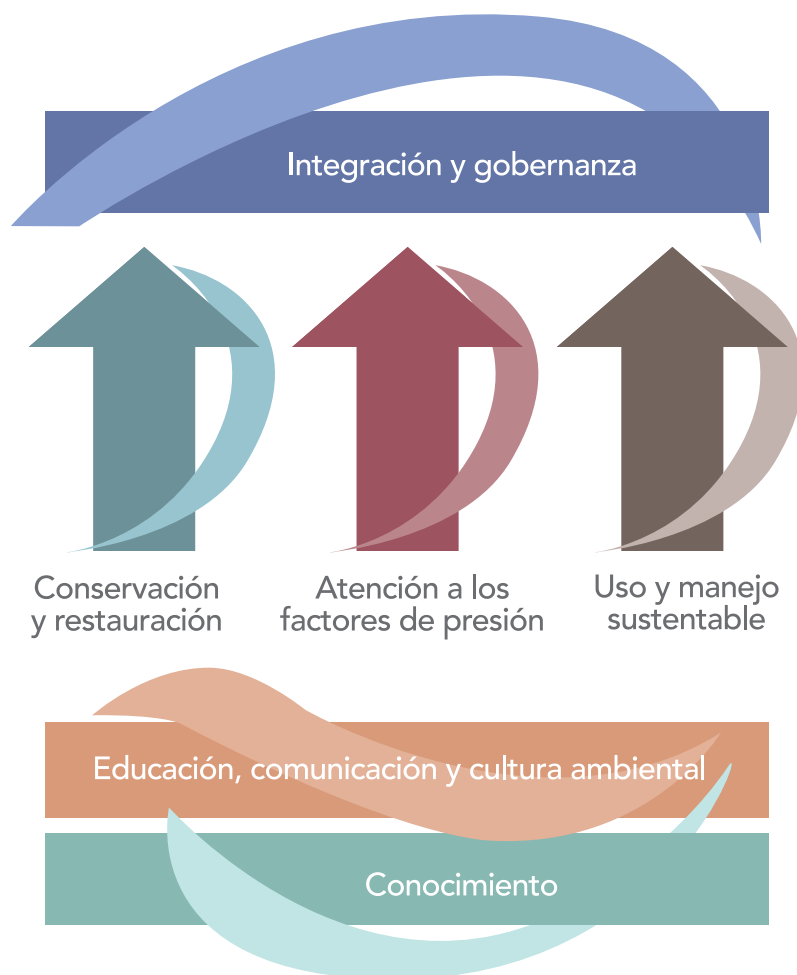 Integración y gobernanza
Conservación
y restauración
Atención a los
factores de presión
Uso y manejo
sustentable
Educación, comunicación y cultura ambiental
Conocimiento